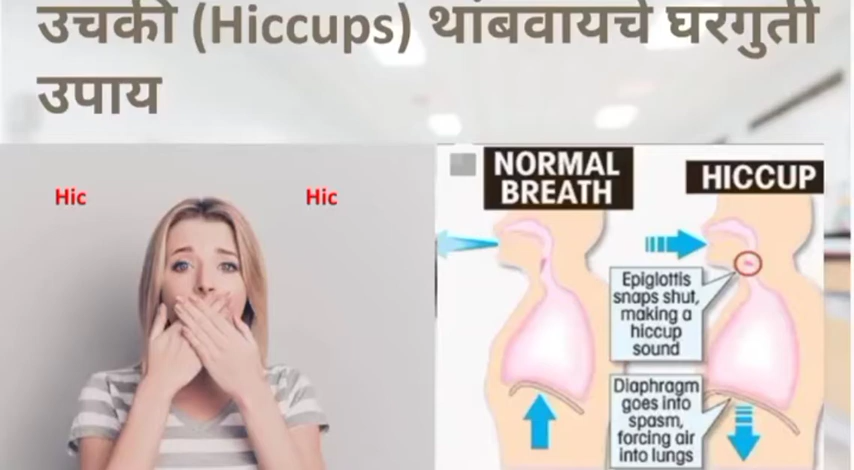 उचकी (Hiccups) थांबवायचे घरगुती
उपाय
Hic
Hic
NORMAL
BREATH
HICCUP
Epiglottis
snaps shut,
making a
hiccup
sound
Diaphragm
goes into
spasm,
forcing air
into lungs